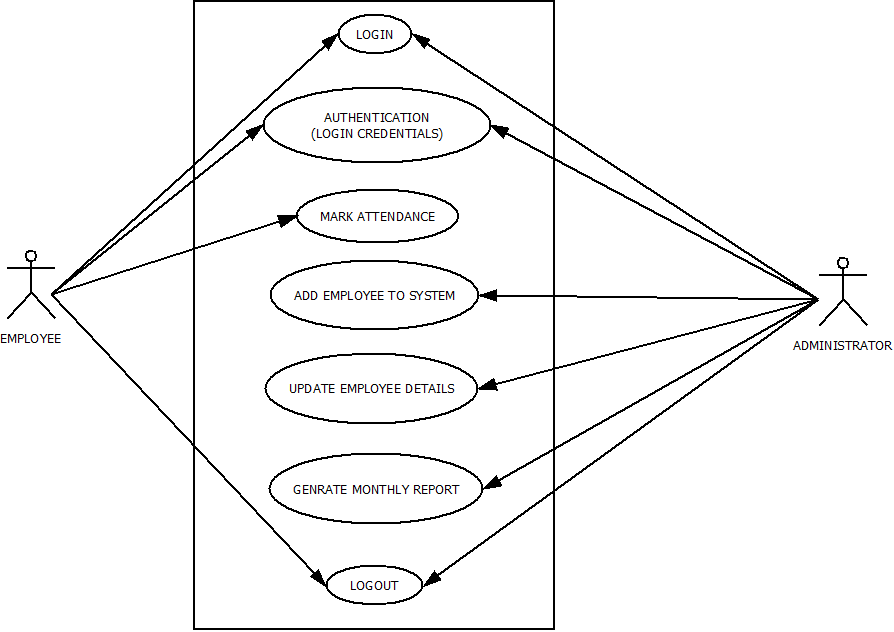 LOGIN
AUTHENTICATION
(LOGIN CREDENTIALS)
MARK ATTENDANCE
ADD EMPLOYEE TO SYSTEM
EMPLOYEE
ADMINISTRATOR
UPDATE EMPLOYEE DETAILS
GENRATE MONTHLY REPORT
LOGOUT